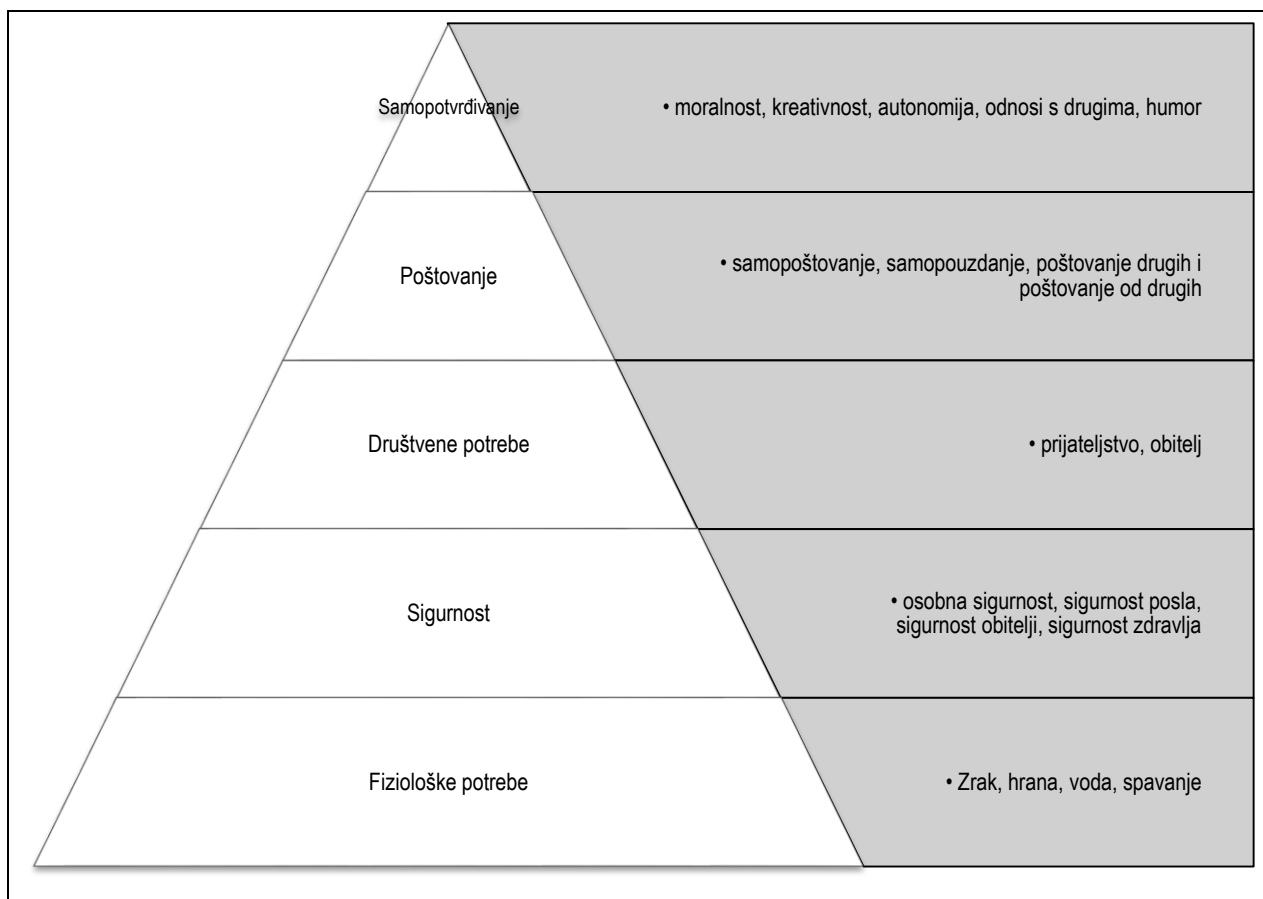 Samopotvrđivanje
• moralnost, kreativnost, autonomija, odnosi s drugima, humor
Poštovanje
• samopoštovanje, samopouzdanje, poštovanje drugih i
poštovanje od drugih
Društvene potrebe
• prijateljstvo, obitelj
Sigurnost
• osobna sigurnost, sigurnost posla,
sigurnost obitelji, sigurnost zdravlja
Fiziološke potrebe
• Zrak, hrana, voda, spavanje